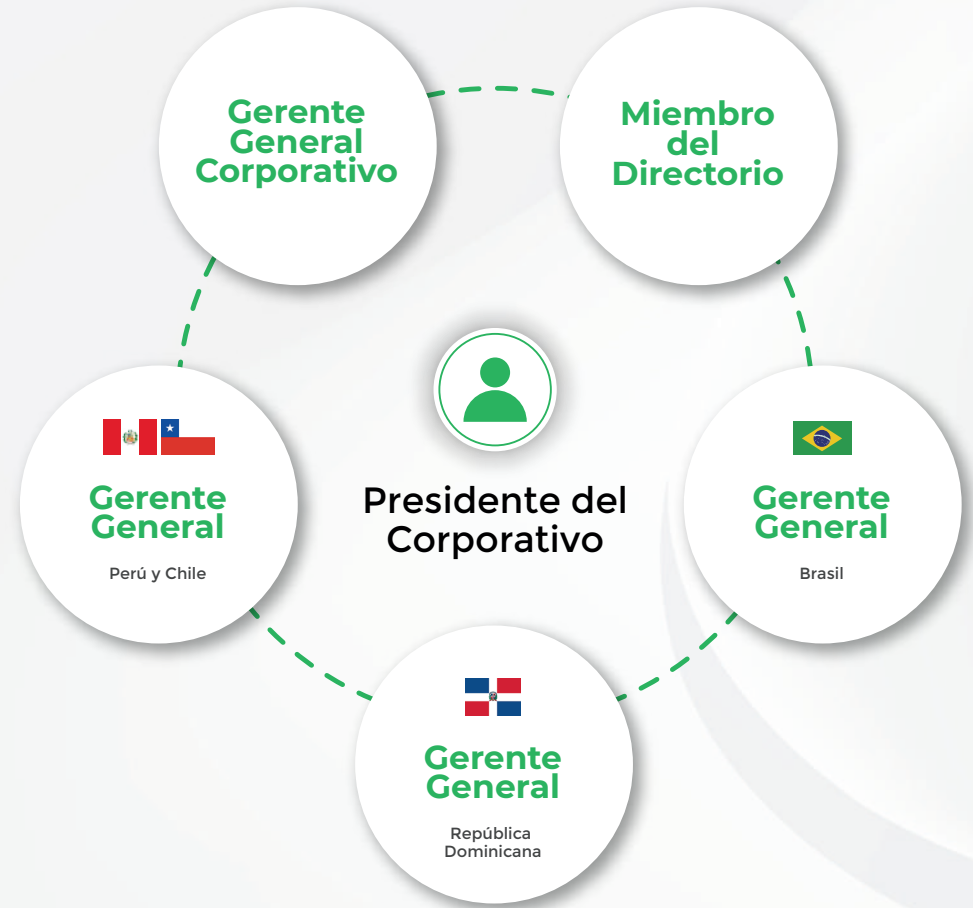 Gerente
General
Corporativo
Miembro
del
Directorio
Gerente
General
Perú y Chile
Presidente del
Corporativo
Gerente
General
Brasil
Gerente
General
República
Dominicana